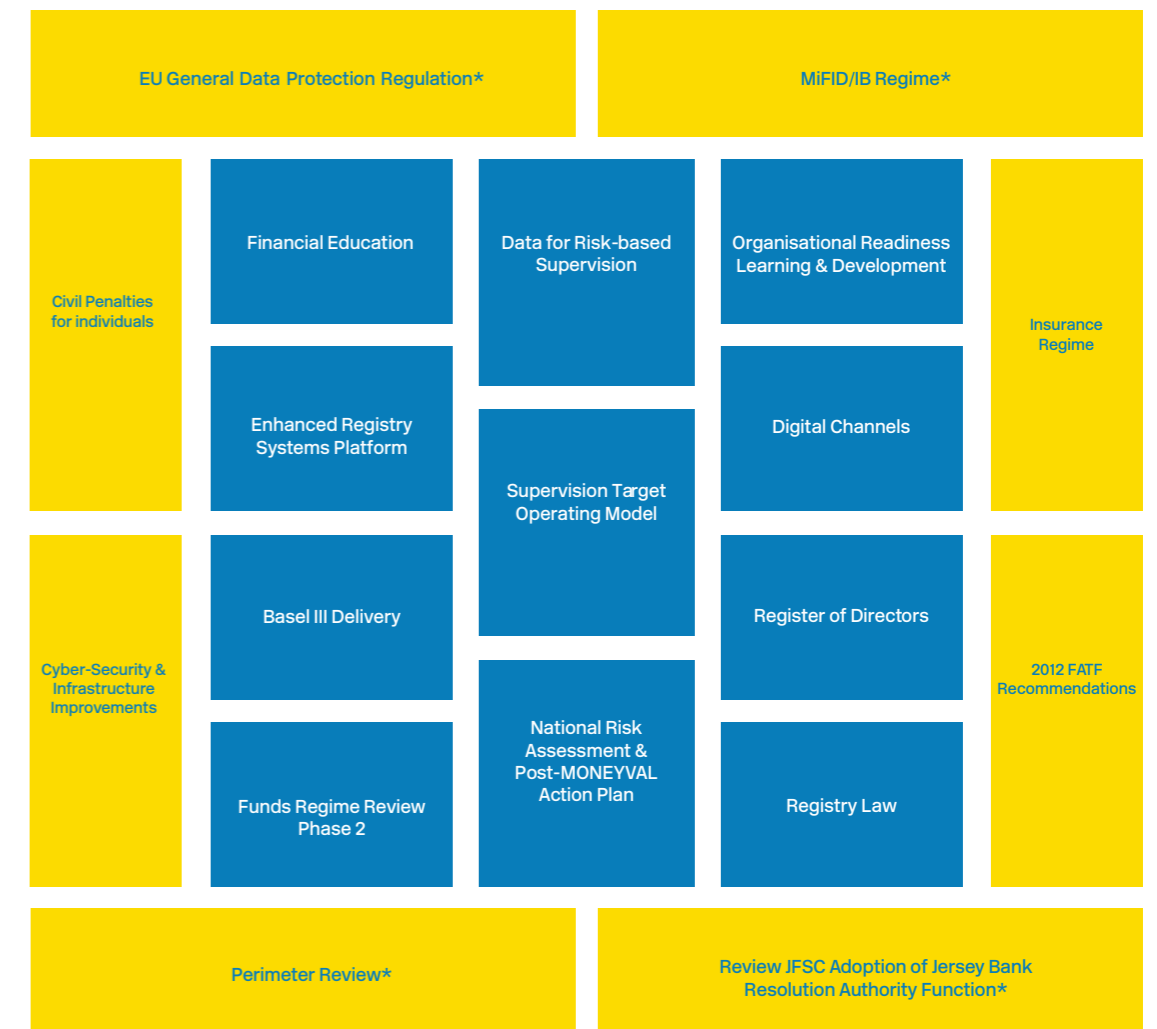 EU General Data Protection Regulation*
MiFID/IB Regime*
Civil Penalties
for individuals
Financial Education
Data for Risk-based
Supervision
Organisational Readiness
Learning & Development
Insurance
Regime
Enhanced Registry
Systems Platform
Digital Channels
Supervision Target
Operating Model
Cyber-Security &
Infrastructure
Improvements
Basel III Delivery
Register of Directors
2012 FATF
Recommendations
Funds Regime Review
Phase 2
National Risk
Assessment &
Post-MONEYVAL
Action Plan
Registry Law
Perimeter Review*
Review JFSC Adoption of Jersey Bank
Resolution Authority Function*